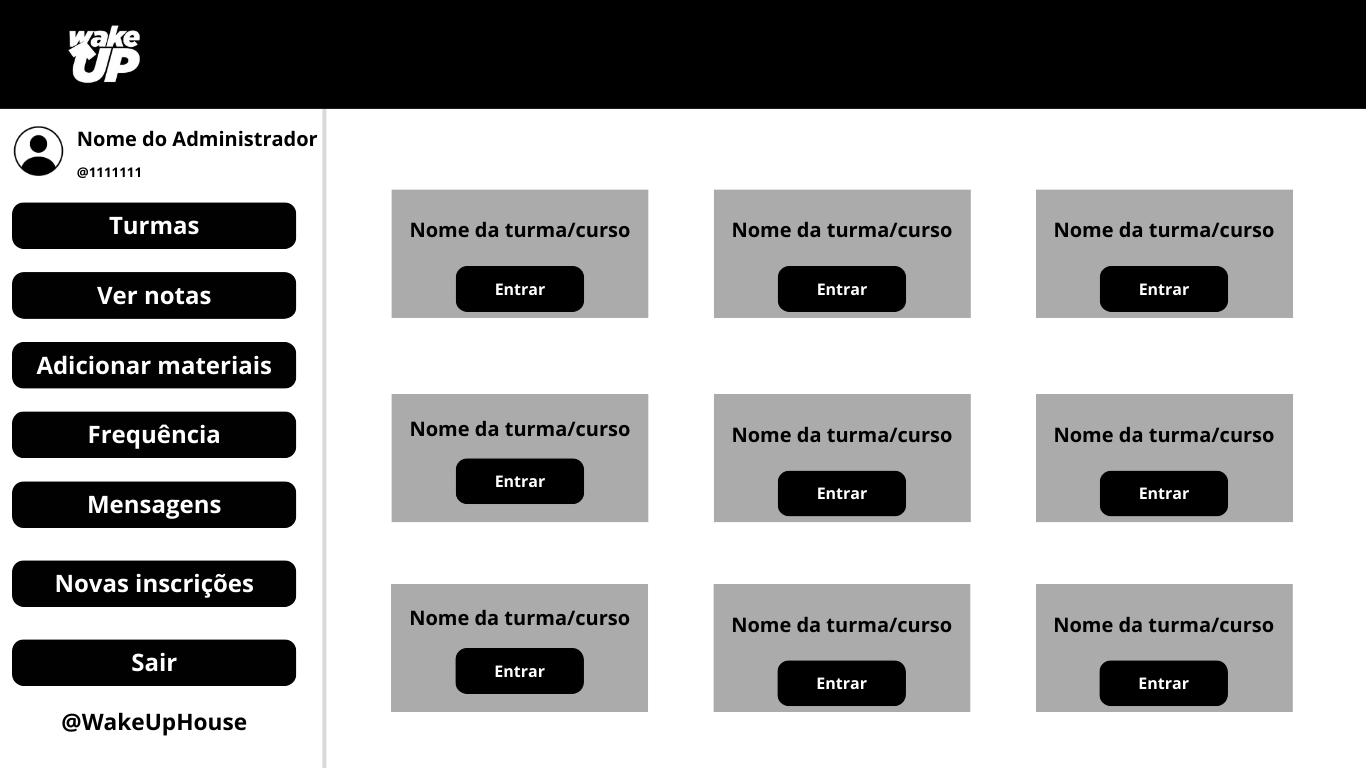 wake
UP
Nome do Administrador
@1111111
Turmas
Ver notas
Adicionar materiais
Frequência
Mensagens
Novas inscrições
Sair
@WakeUpHouse
Nome da turma/curso
Entrar
Nome da turma/curso
Entrar
Nome da turma/curso
Entrar
Nome da turma/curso
Entrar
Nome da turma/curso
Entrar
Nome da turma/curso
Entrar
Nome da turma/curso
Entrar
Nome da turma/curso
Entrar
Nome da turma/curso
Entrar